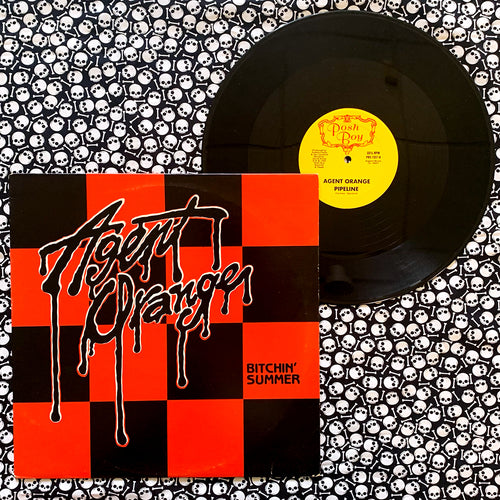 Posh
Boy
AGENT ORANGE
PIPELINE
Agent
Orange
BITCHIN'
SUMMER